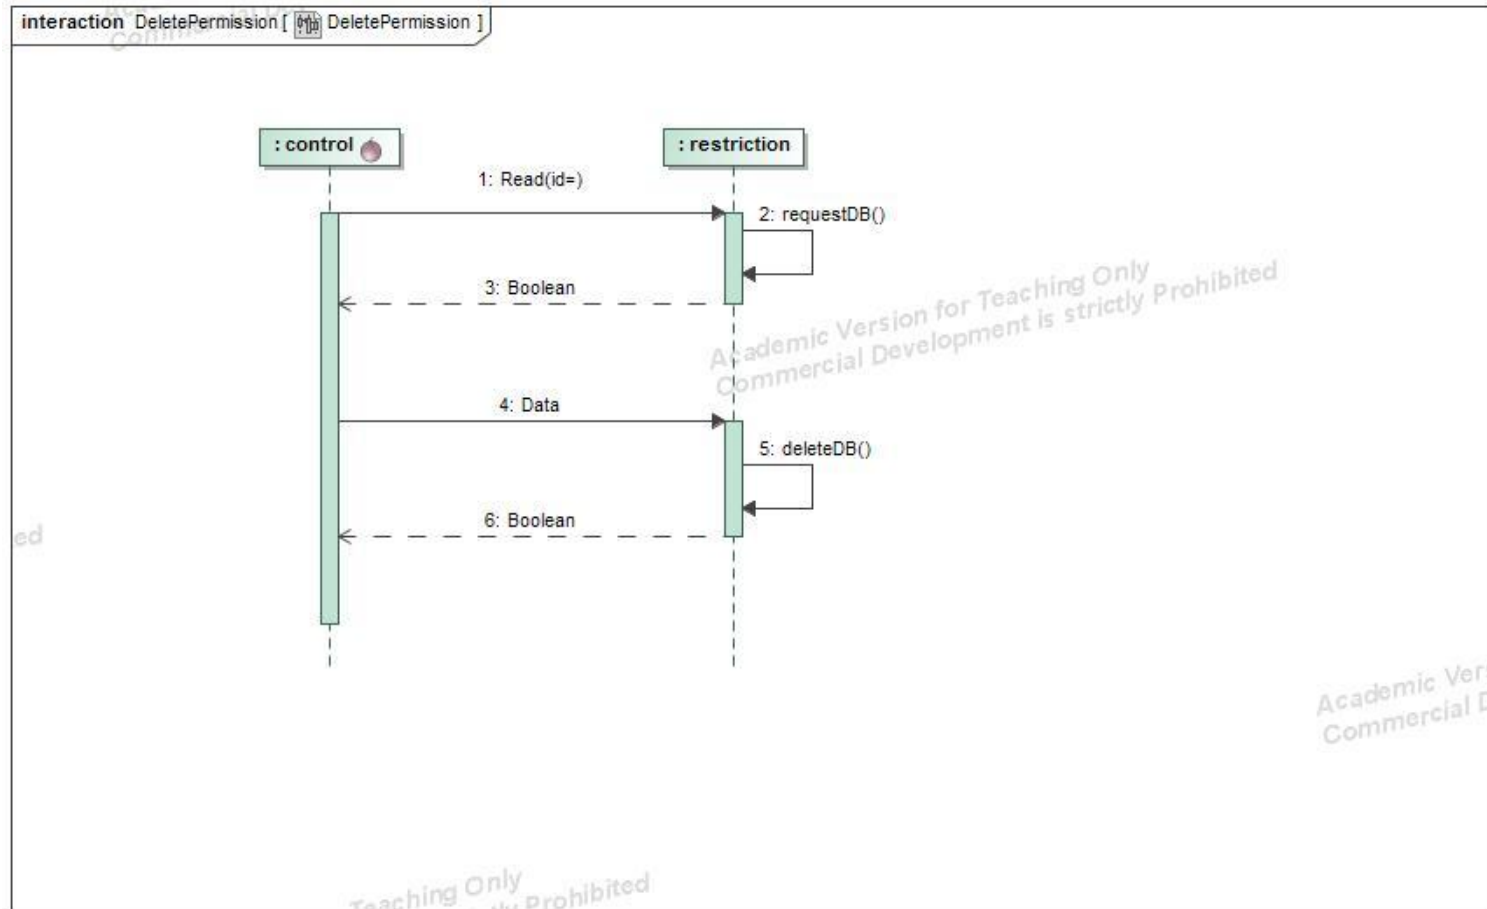 interaction DeletePermission [ DeletePermission ]
: control
: restriction
1: Read(id=)
2: requestDB()
3: Boolean
Academic Version for Teaching Only
Commercial Development is strictly Prohibited
4: Data
5: deleteDB()
6: Boolean
ed
Academic Ver
Commercial D
Teaching Only
Prohibited